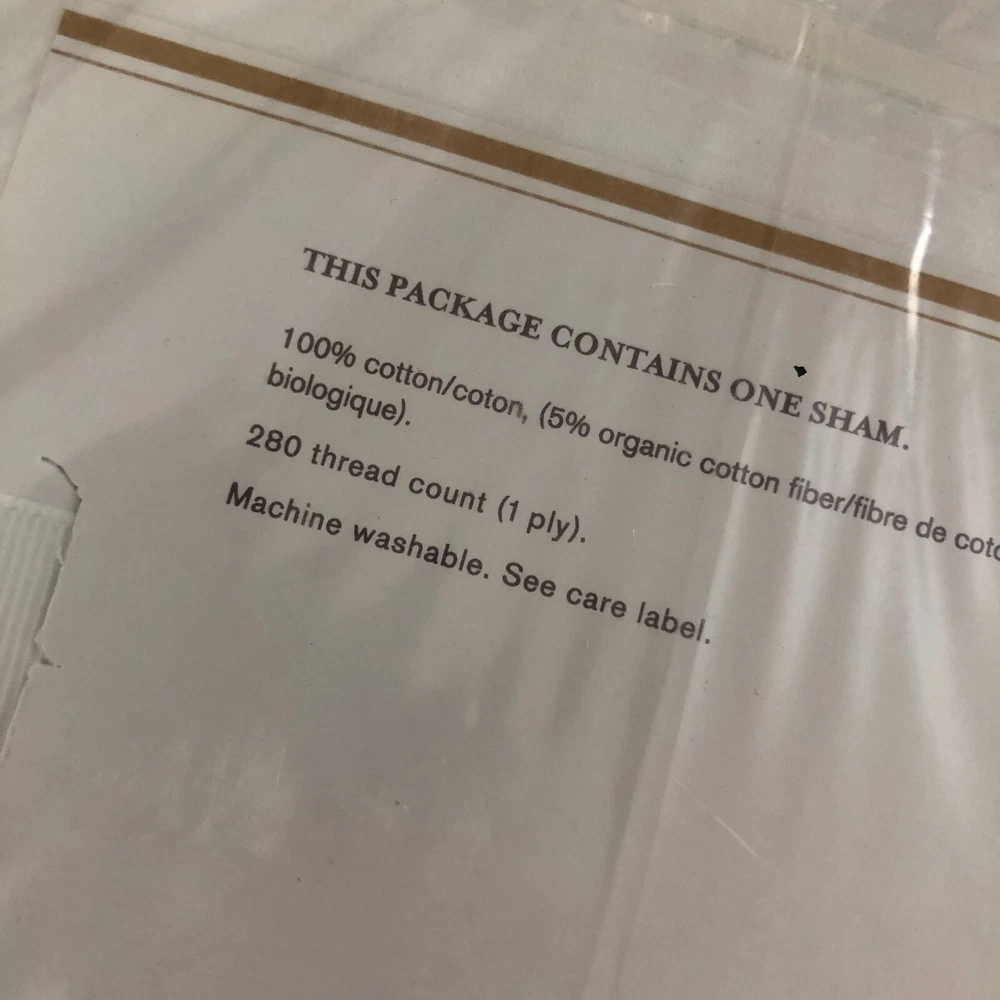 THIS PACKAGE CONTAINS ONE SHAM.
100% cotton/coton, (5% organic cotton fiber/fibre de
biologique).
280 thread count (1 ply).
Machine washable. See care label.